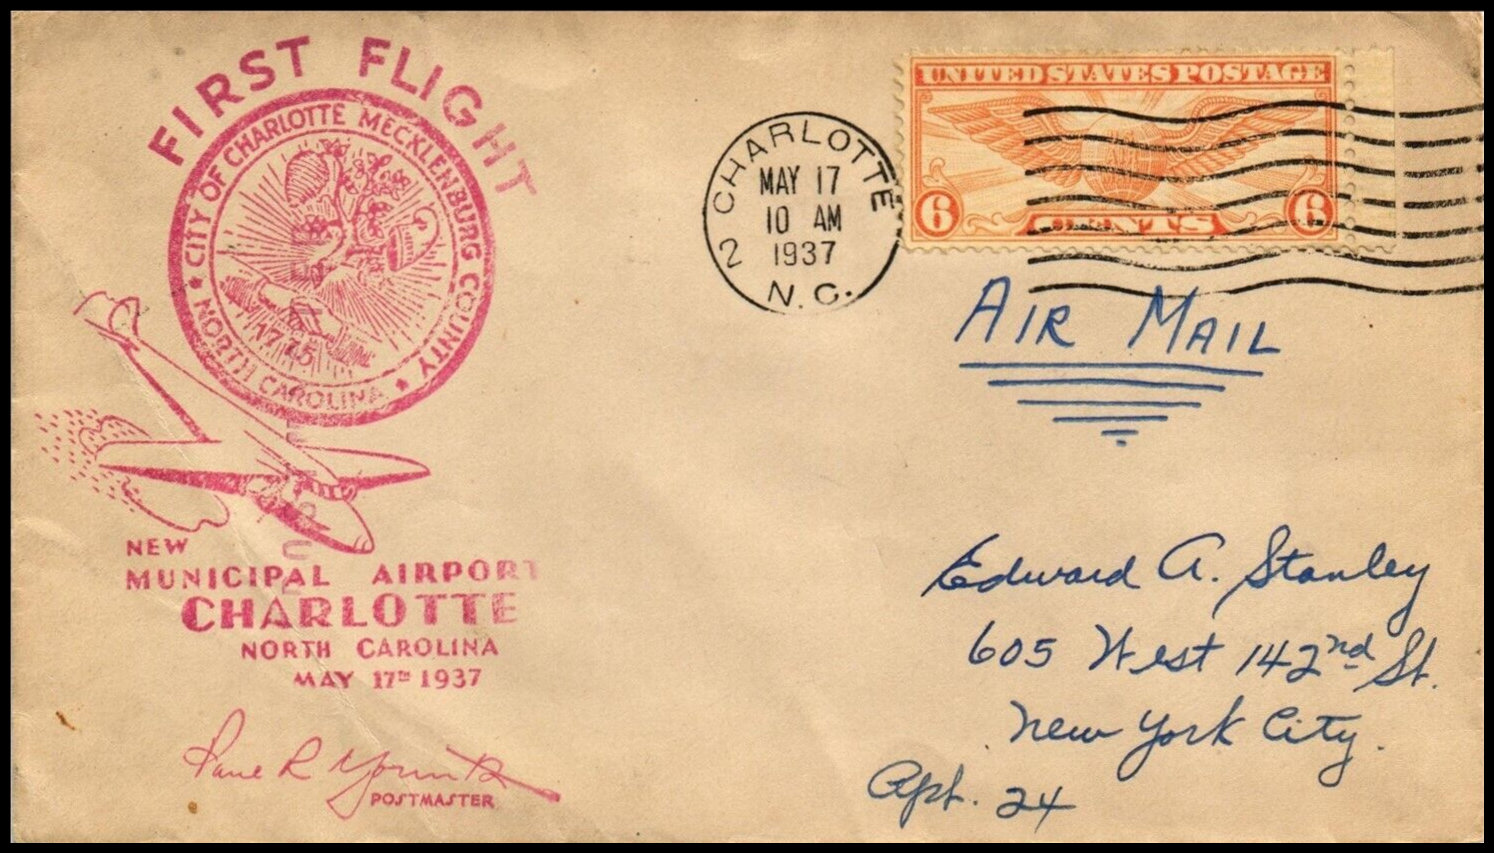 FIRST FLIGHT
★ CITY OF CHARLOTTE MECKLENBURG COUNTY ★
NORTH CAROLINA
1775
NEW
MUNICIPAL AIRPORT
CHARLOTTE
NORTH CAROLINA
MAY 17TH 1937
POSTMASTER
CHARLOTTE
2
MAY 17
10 AM
1937
N.C.
UNITED STATES POSTAGE
6 CENTS 6
AIR MAIL
Edward A. Stanley
605 West 142nd St.
New York City.
Apt. 24